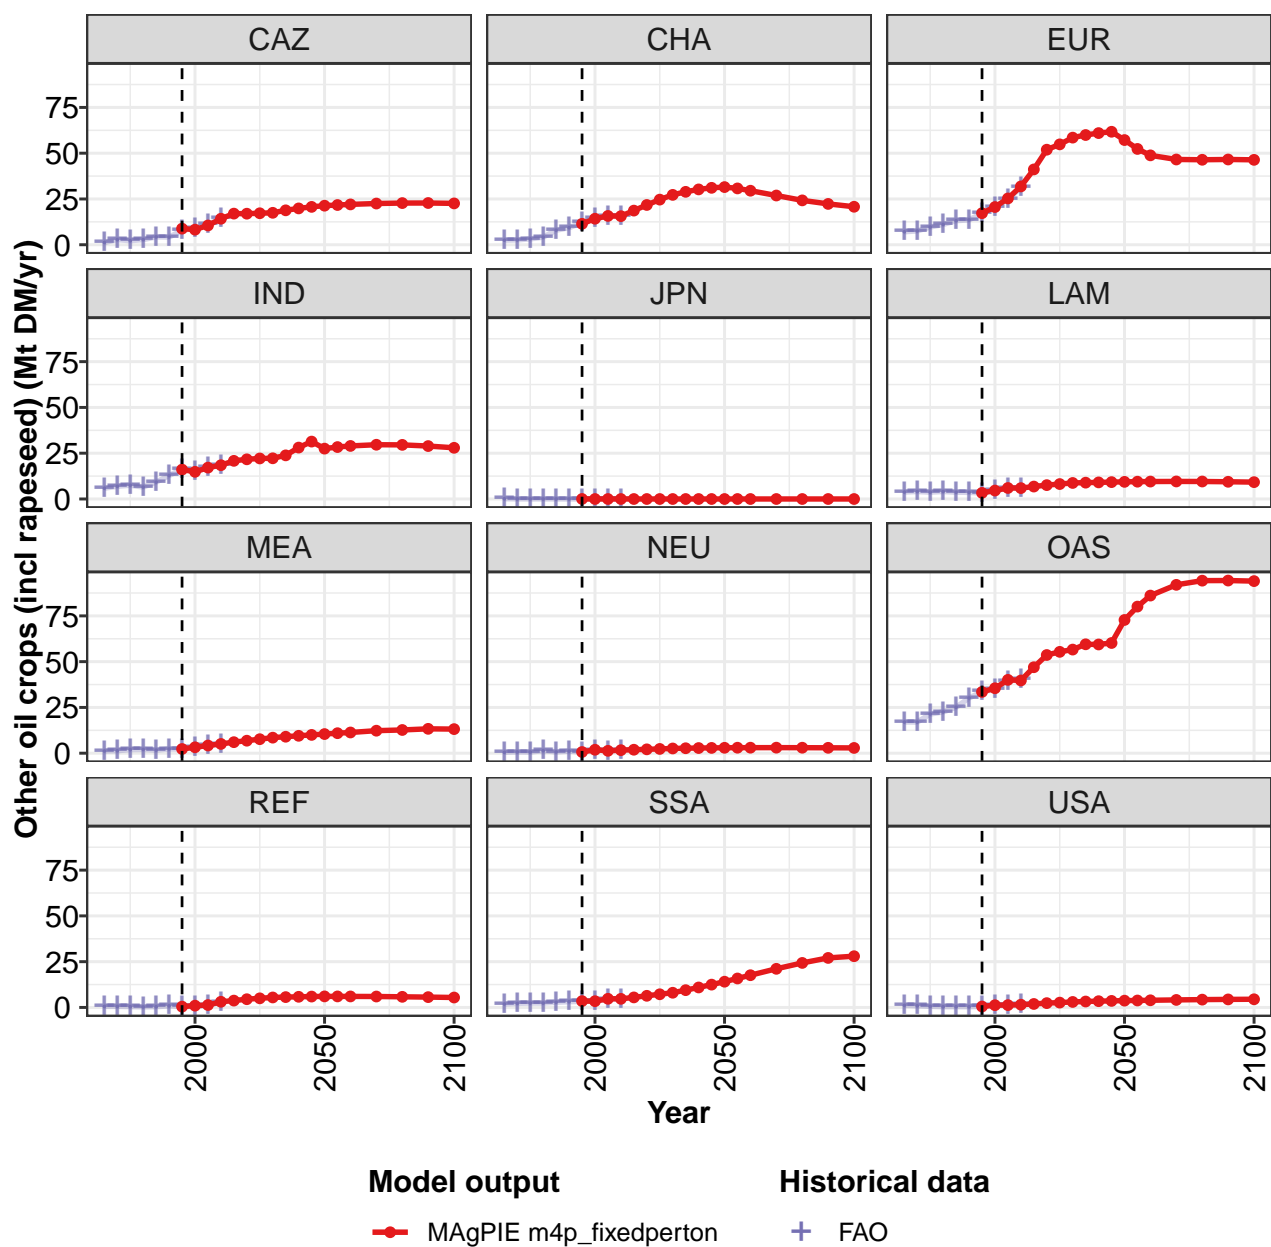 CAZ CHA EUR
75
50
25
0
IND JPN LAM
75
50
25
0
MEA NEU OAS
75
50
25
0
REF SSA USA
75
50
25
0
Other oil crops (incl rapeseed) (Mt DM/yr)
2000 2050 2100 2000 2050 2100 2000 2050 2100
Year
Model output Historical data
MAgPIE m4p_fixedperton FAO